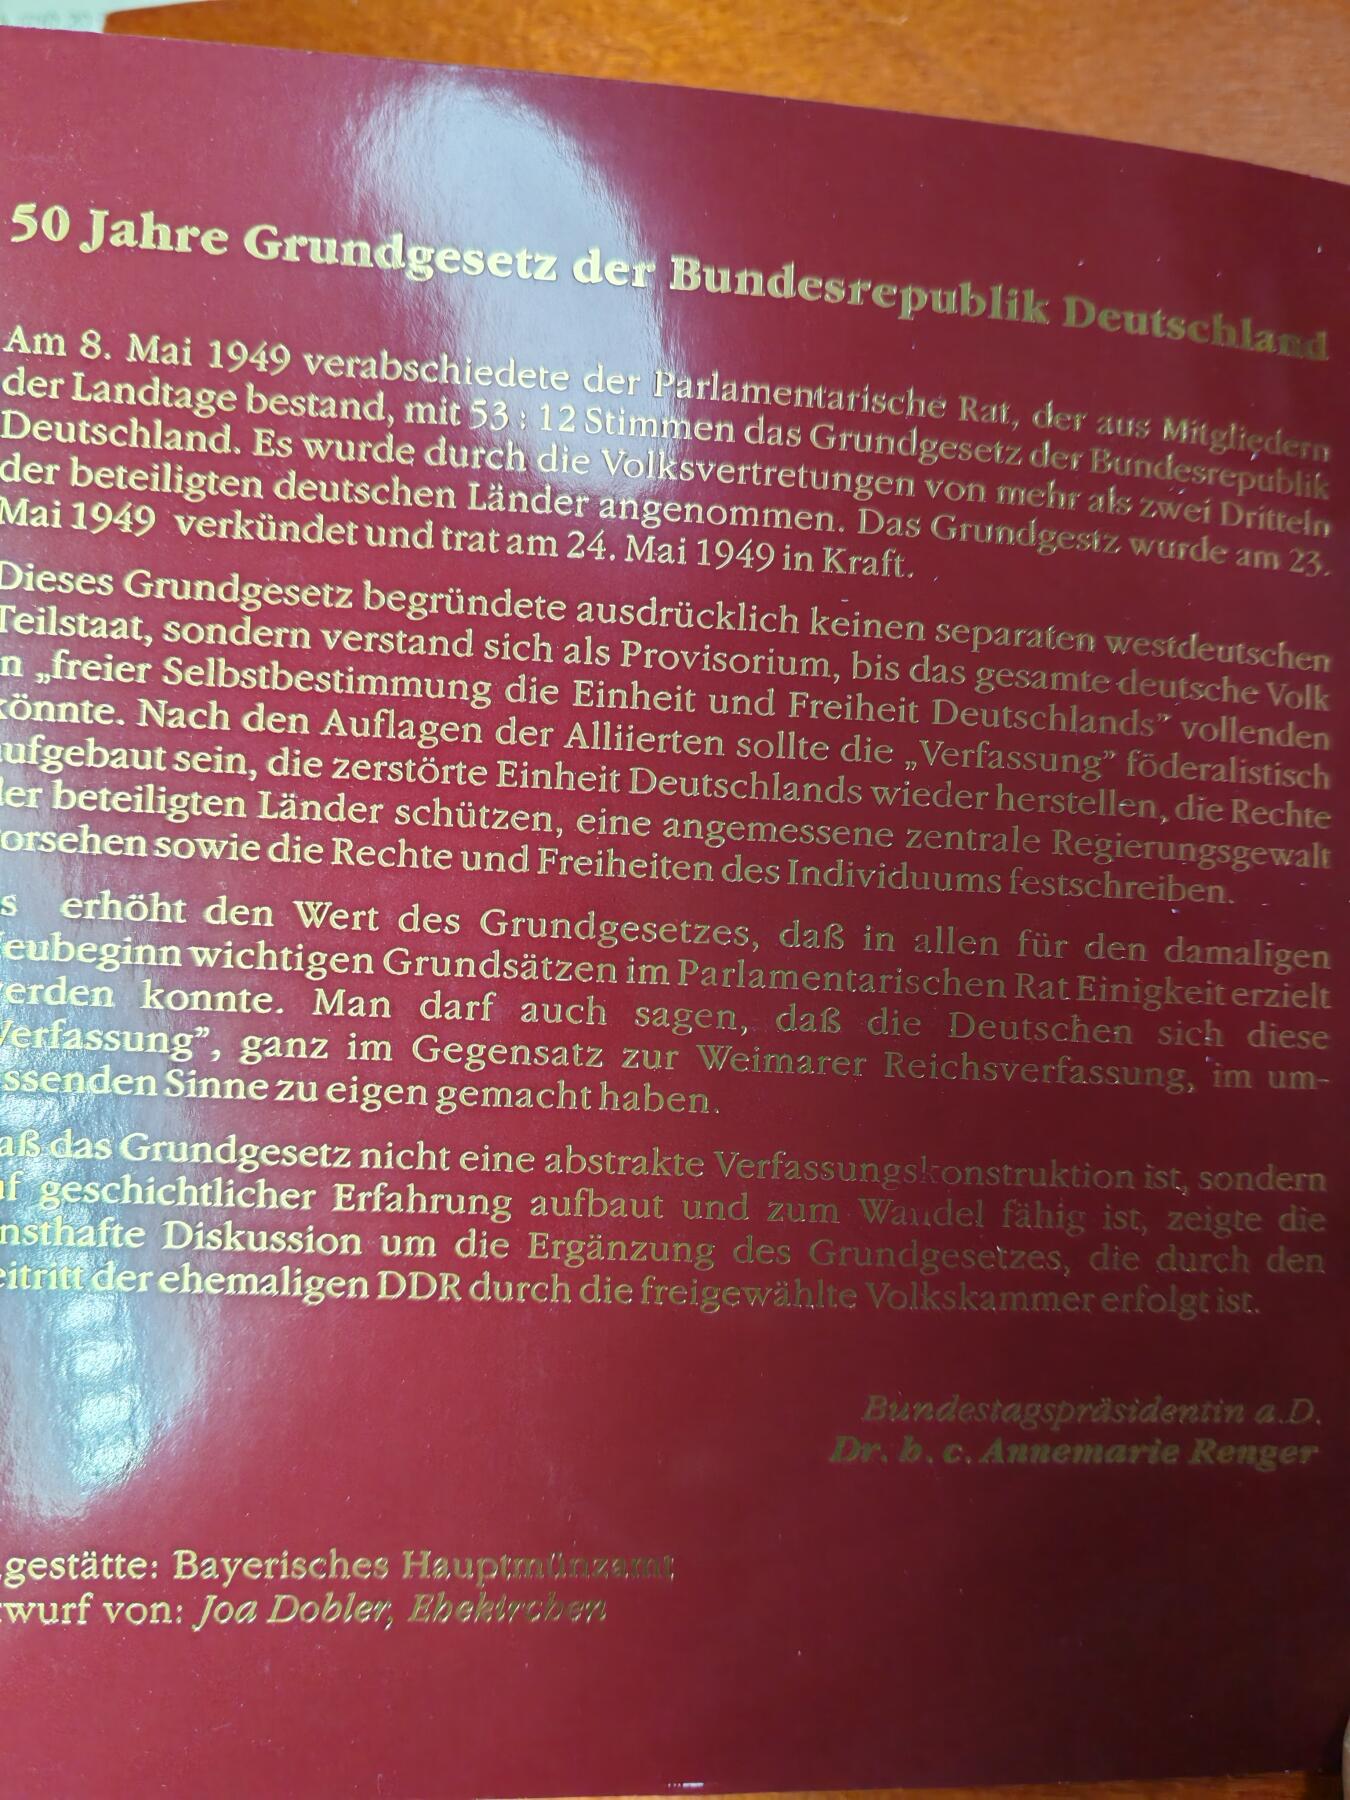 50 Jahre Grundgesetz der Bundesrepublik Deutschland
Am 8. Mai 1949 verabschiedete der Parlamentarische Rat, der aus Mitgliedern
der Landtage bestand, mit 53 : 12 Stimmen das Grundgesetz der Bundesrepublik
Deutschland. Es wurde durch die Volksvertretungen von mehr als zwei Dritteln
der beteiligten deutschen Länder angenommen. Das Grundgestz wurde am 23.
Mai 1949 verkündet und trat am 24. Mai 1949 in Kraft.
Dieses Grundgesetz begründete ausdrücklich keinen separaten westdeutschen
Teilstaat, sondern verstand sich als Provisorium, bis das gesamte deutsche Volk
n „freier Selbstbestimmung die Einheit und Freiheit Deutschlands” vollenden
könnte. Nach den Auflagen der Alliierten sollte die „Verfassung” föderalistisch
ufgebaut sein, die zerstörte Einheit Deutschlands wieder herstellen, die Rechte
der beteiligten Länder schützen, eine angemessene zentrale Regierungsgewalt
orsehen sowie die Rechte und Freiheiten des Individuums festschreiben.
s erhöht den Wert des Grundgesetzes, daß in allen für den damaligen
eubeginn wichtigen Grundsätzen im Parlamentarischen Rat Einigkeit erzielt
erden konnte. Man darf auch sagen, daß die Deutschen sich diese
Verfassung”, ganz im Gegensatz zur Weimarer Reichsverfassung, im um-
ssenden Sinne zu eigen gemacht haben.
aß das Grundgesetz nicht eine abstrakte Verfassungskonstruktion ist, sondern
uf geschichtlicher Erfahrung aufbaut und zum Wandel fähig ist, zeigte die
nsthafte Diskussion um die Ergänzung des Grundgesetzes, die durch den
eitritt der ehemaligen DDR durch die freigewählte Volkskammer erfolgt ist.
Bundestagspräsidentin a.D.
Dr. h. c. Annemarie Renger
gestätte: Bayerisches Hauptmünzamt
wurf von: Joa Dobler, Ehekirchen